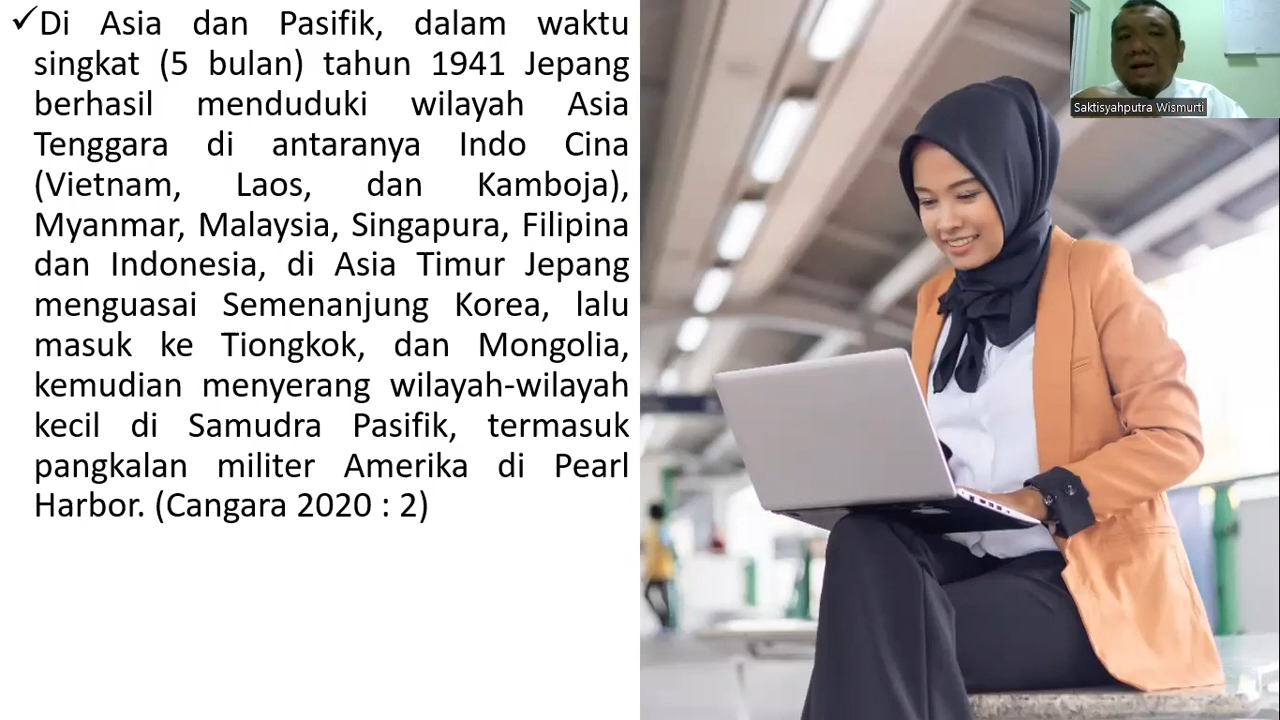 ✓Di Asia dan Pasifik, dalam waktu
singkat (5 bulan) tahun 1941 Jepang
berhasil menduduki wilayah Asia
Tenggara di antaranya Indo Cina
(Vietnam, Laos, dan Kamboja),
Myanmar, Malaysia, Singapura, Filipina
dan Indonesia, di Asia Timur Jepang
menguasai Semenanjung Korea, lalu
masuk ke Tiongkok, dan Mongolia,
kemudian menyerang wilayah-wilayah
kecil di Samudra Pasifik, termasuk
pangkalan militer Amerika di Pearl
Harbor. (Cangara 2020 : 2)
Saktisyahputra Wismurti